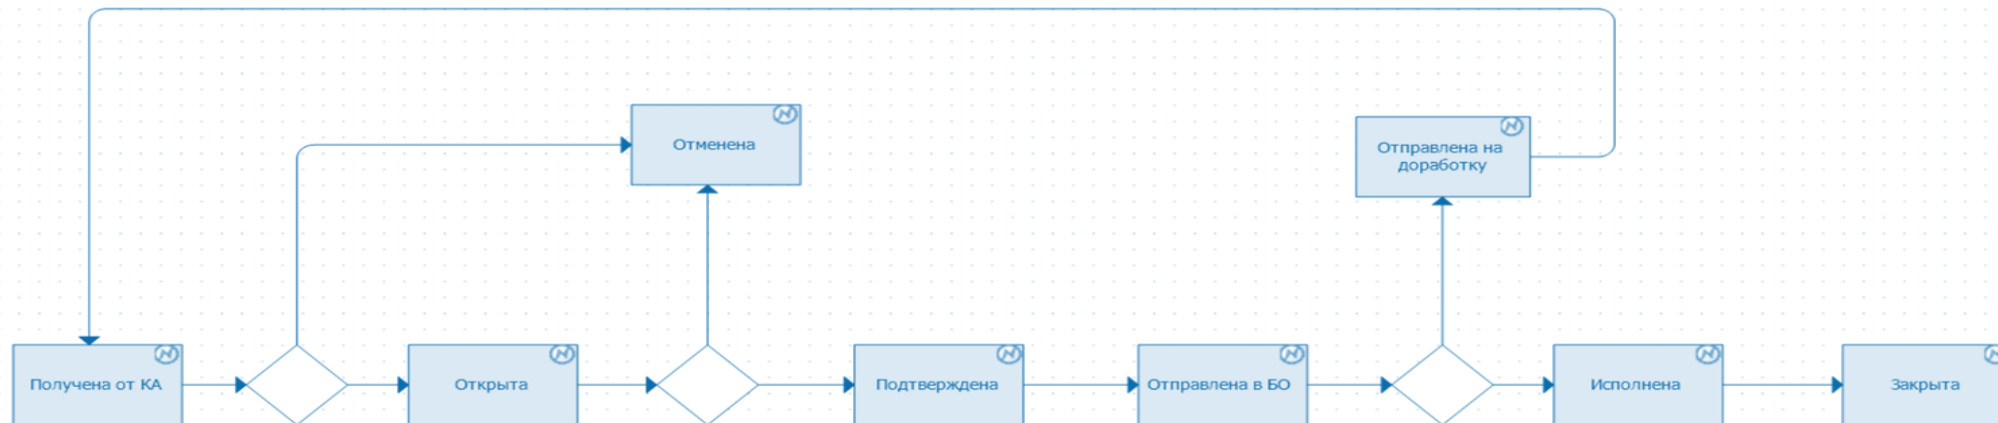 Отменена
Отправлена на
доработку
Получена от КА
Открыта
Подтверждена
Отправлена в БО
Исполнена
Закрыта